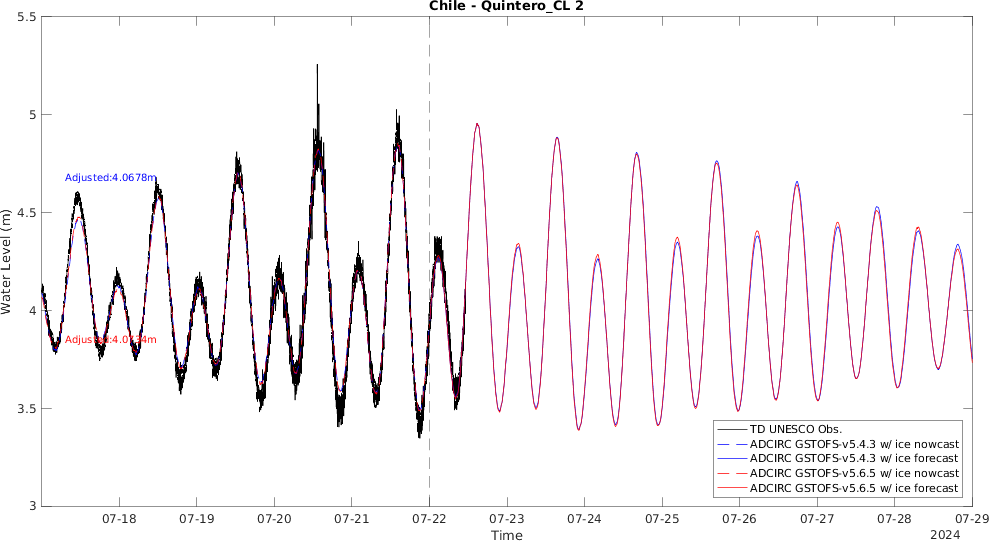 Chile - Quintero_CL 2
5.5
5
4.5
4
3.5
3
Water Level (m)
Adjusted:4.0678m
07-18
07-19
07-20
07-21
07-22
07-23
07-24
07-25
07-26
07-27
07-28
07-29
2024
Time
TD UNESCO Obs.
ADCIRC GSTOFS-v5.4.3 w/ ice nowcast
ADCIRC GSTOFS-v5.4.3 w/ ice forecast
ADCIRC GSTOFS-v5.6.5 w/ ice nowcast
ADCIRC GSTOFS-v5.6.5 w/ ice forecast